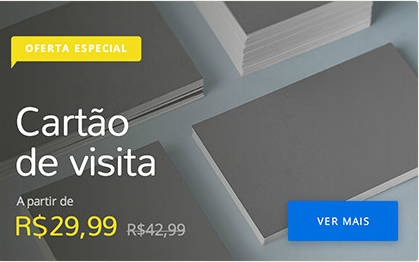 OFERTA ESPECIAL
Cartão
de visita
A partir de
R$29,99 R$42,99
VER MAIS